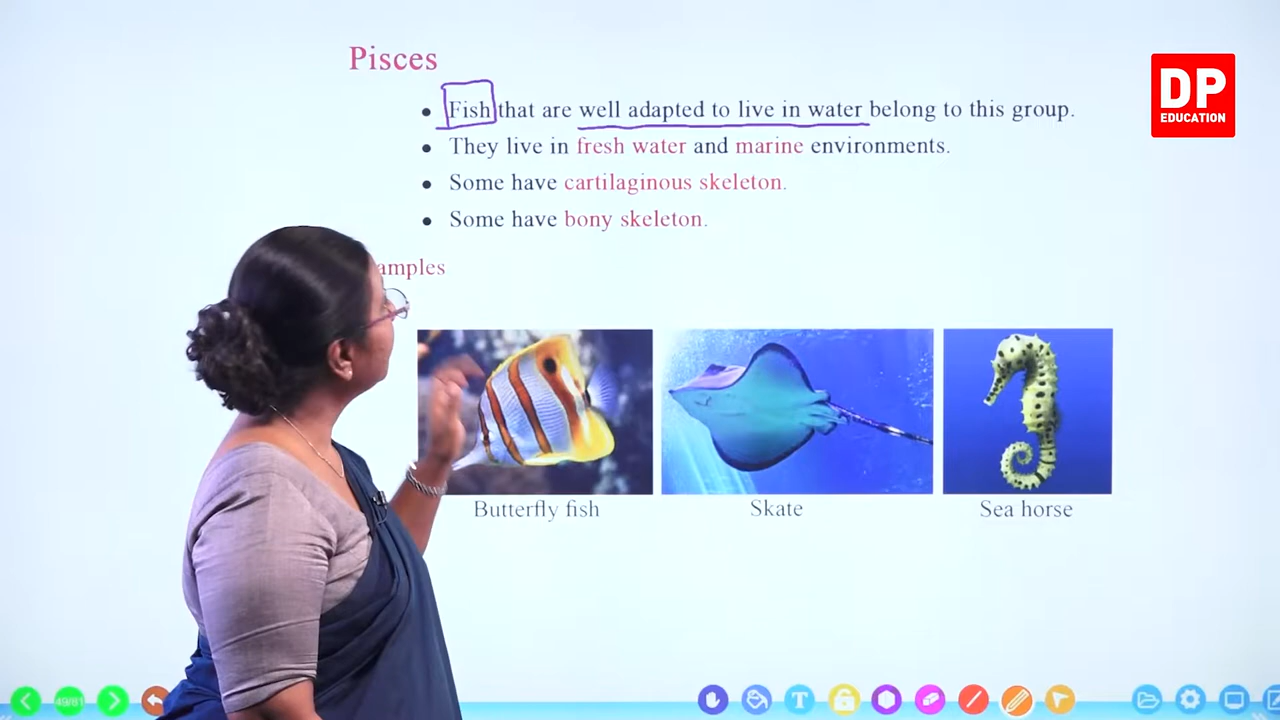 Pisces
DP
EDUCATION
• Fish that are well adapted to live in water belong to this group.
• They live in fresh water and marine environments.
• Some have cartilaginous skeleton.
• Some have bony skeleton.
amples
Butterfly fish
Skate
Sea horse
49/61
T